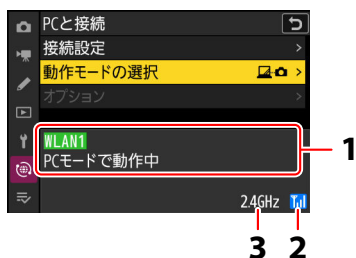 PCと接続
接続設定
動作モードの選択
オプション
WLAN1
PCモードで動作中
2.4GHz
1
3
2